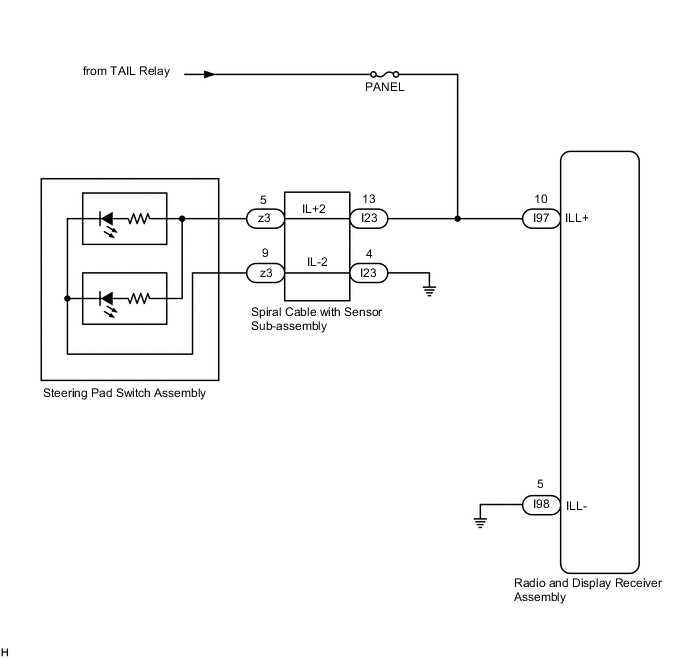 from TAIL Relay
PANEL
5
z3
IL+2
13
I23
10
I97
ILL+
9
z3
IL-2
4
I23
Spiral Cable with Sensor
Sub-assembly
Steering Pad Switch Assembly
5
I98
ILL-
Radio and Display Receiver
Assembly
H